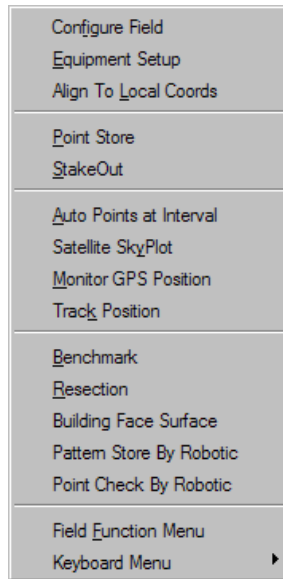 Configure Field
Equipment Setup
Align To Local Coords
Point Store
StakeOut
Auto Points at Interval
Satellite SkyPlot
Monitor GPS Position
Track Position
Benchmark
Resection
Building Face Surface
Pattern Store By Robotic
Point Check By Robotic
Field Function Menu
Keyboard Menu